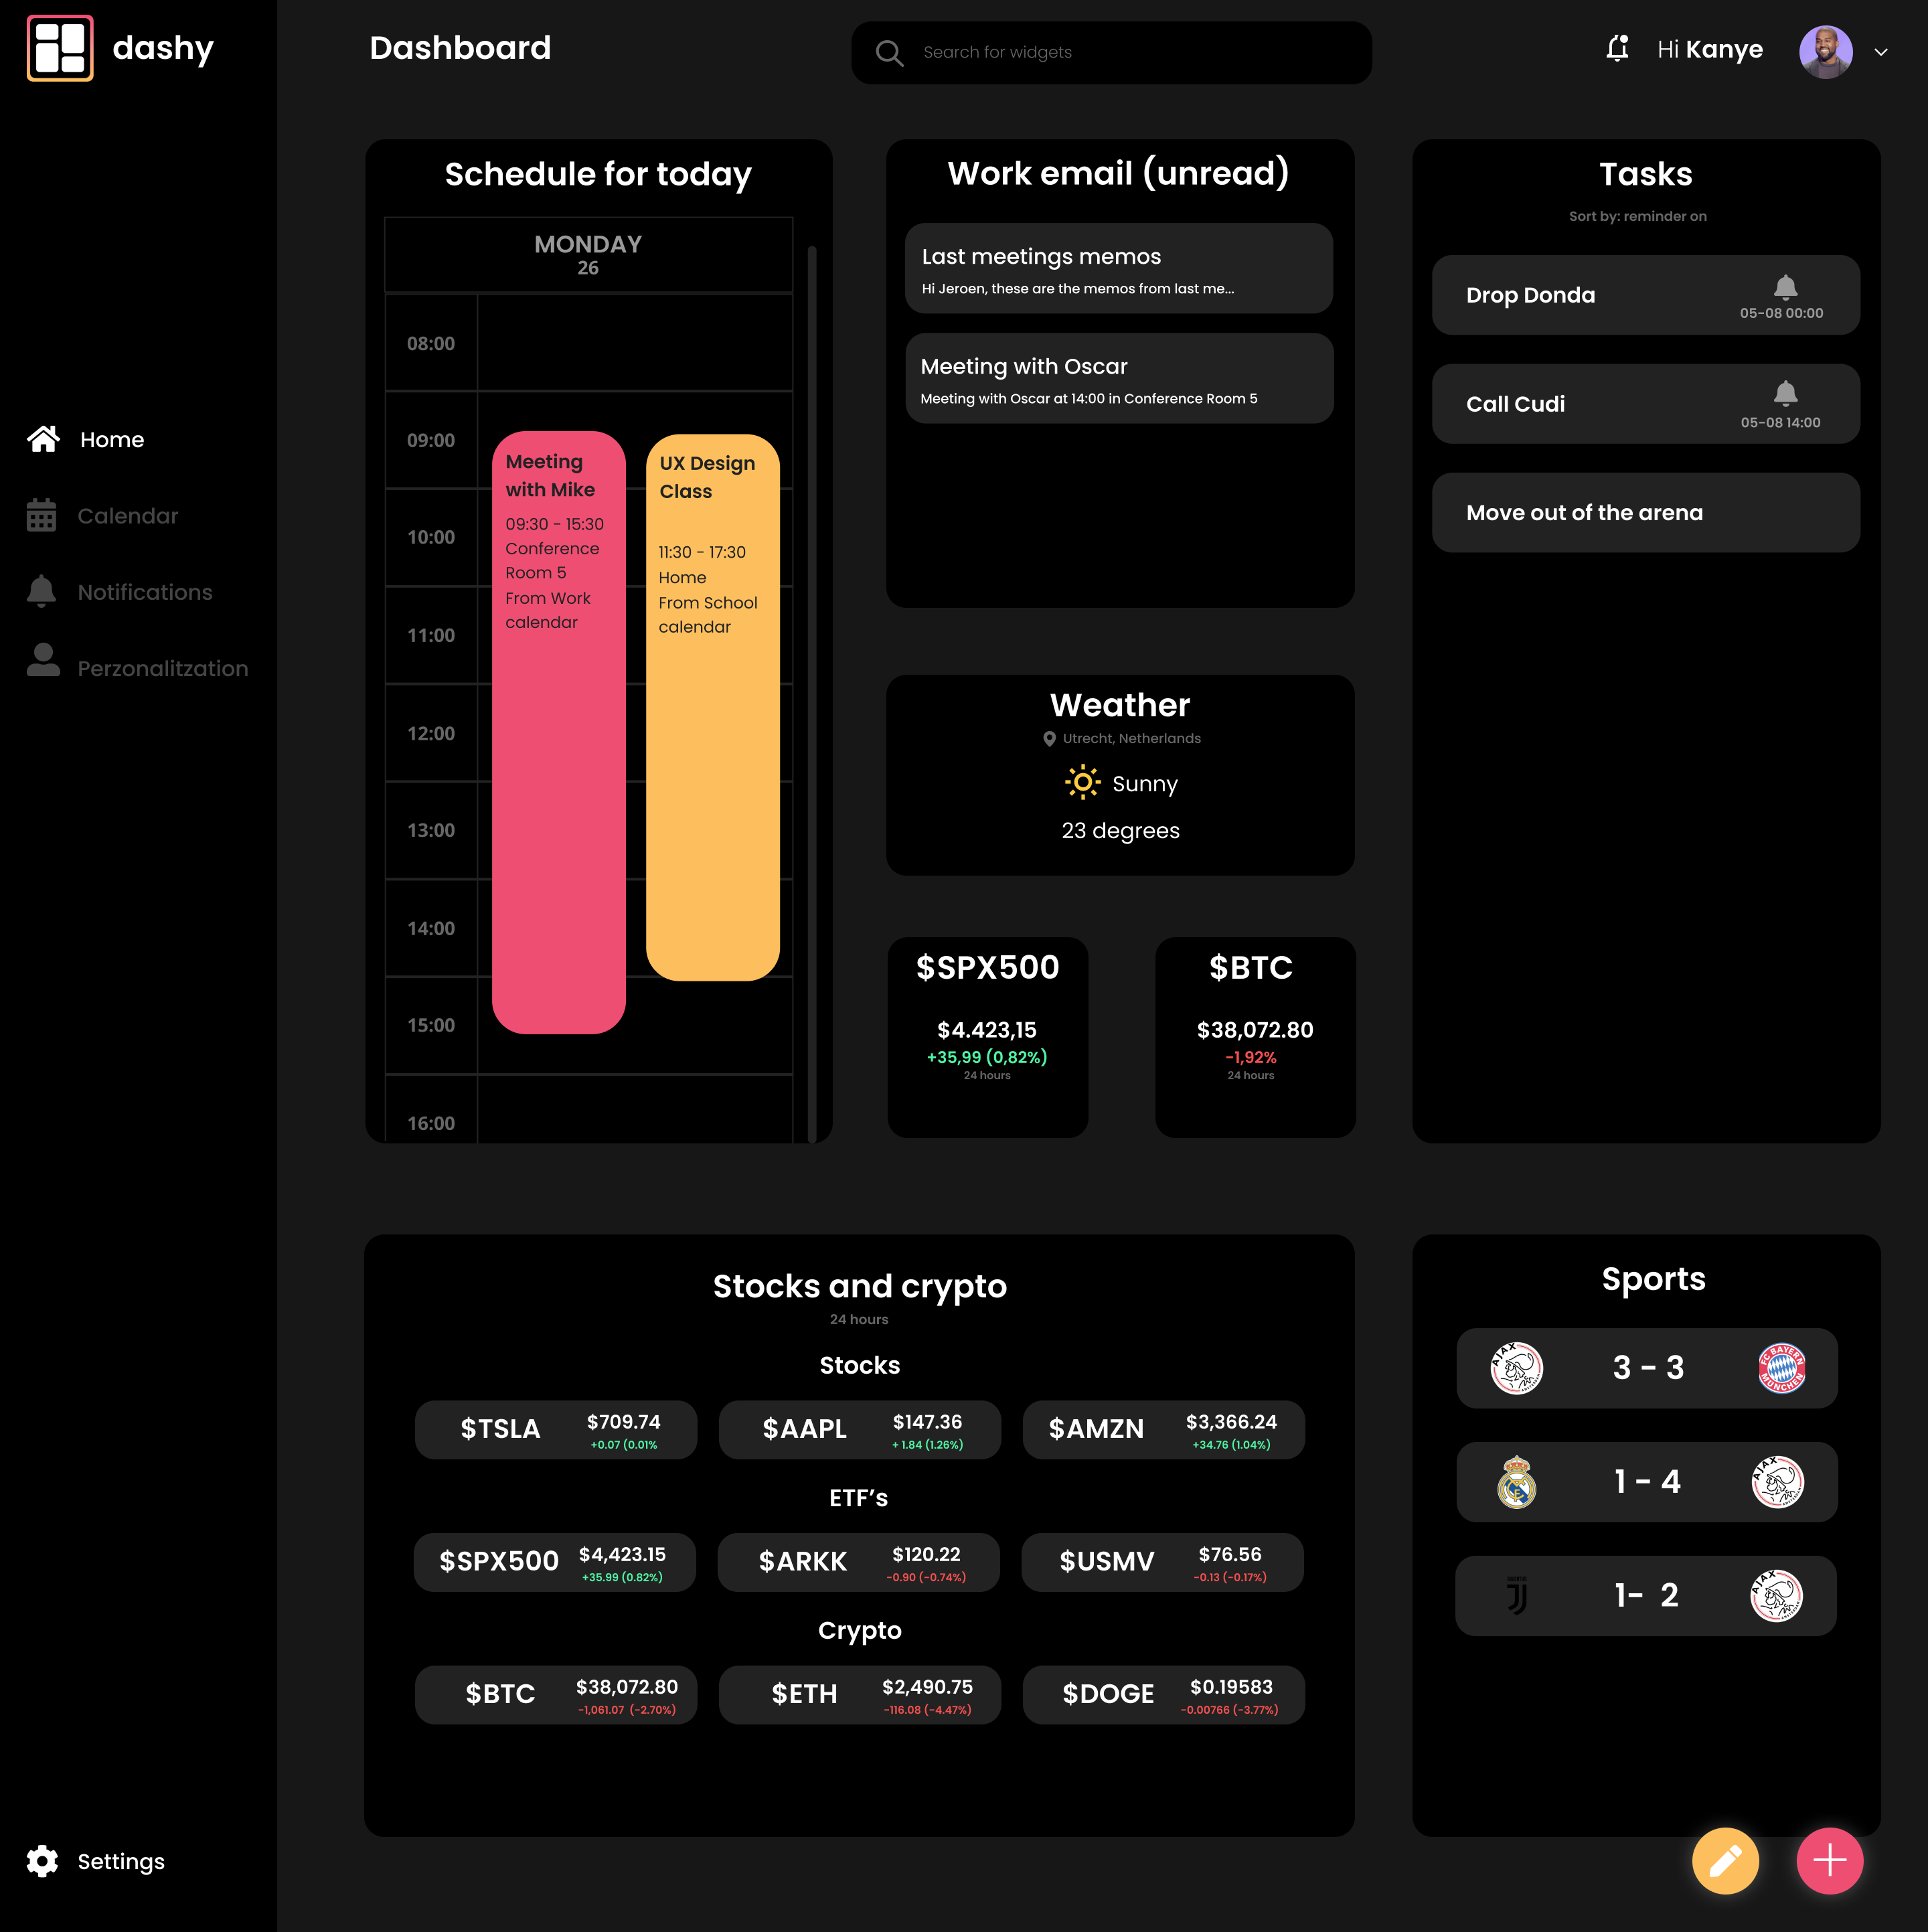 dashy
Dashboard
Search for widgets
Hi Kanye
Home
Calendar
Notifications
Perzonalitzation
Settings
Schedule for today
MONDAY
26
08:00
09:00
10:00
11:00
12:00
13:00
14:00
15:00
16:00
Meeting
with Mike
09:30 - 15:30
Conference
Room 5
From Work
calendar
UX Design
Class
11:30 - 17:30
Home
From School
calendar
Work email (unread)
Last meetings memos
Hi Jeroen, these are the memos from last me...
Meeting with Oscar
Meeting with Oscar at 14:00 in Conference Room 5
Weather
Utrecht, Netherlands
Sunny
23 degrees
$SPX500
$4.423,15
+35,99 (0,82%)
24 hours
$BTC
$38,072.80
-1,92%
24 hours
Tasks
Sort by: reminder on
Drop Donda
05-08 00:00
Call Cudi
05-08 14:00
Move out of the arena
Stocks and crypto
24 hours
Stocks
$TSLA
$709.74
+0.07 (0.01%
$AAPL
$147.36
+ 1.84 (1.26%)
$AMZN
$3,366.24
+34.76 (1.04%)
ETF's
$SPX500
$4,423.15
+35.99 (0.82%)
$ARKK
$120.22
-0.90 (-0.74%)
$USMV
$76.56
-0.13 (-0.17%)
Crypto
$BTC
$38,072.80
-1,061.07 (-2.70%)
$ETH
$2,490.75
-116.08 (-4.47%)
$DOGE
$0.19583
-0.00766 (-3.77%)
Sports
AJAX
3 - 3
FC BAYERN
MÜNCHEN
1 - 4
AJAX
1- 2
AJAX